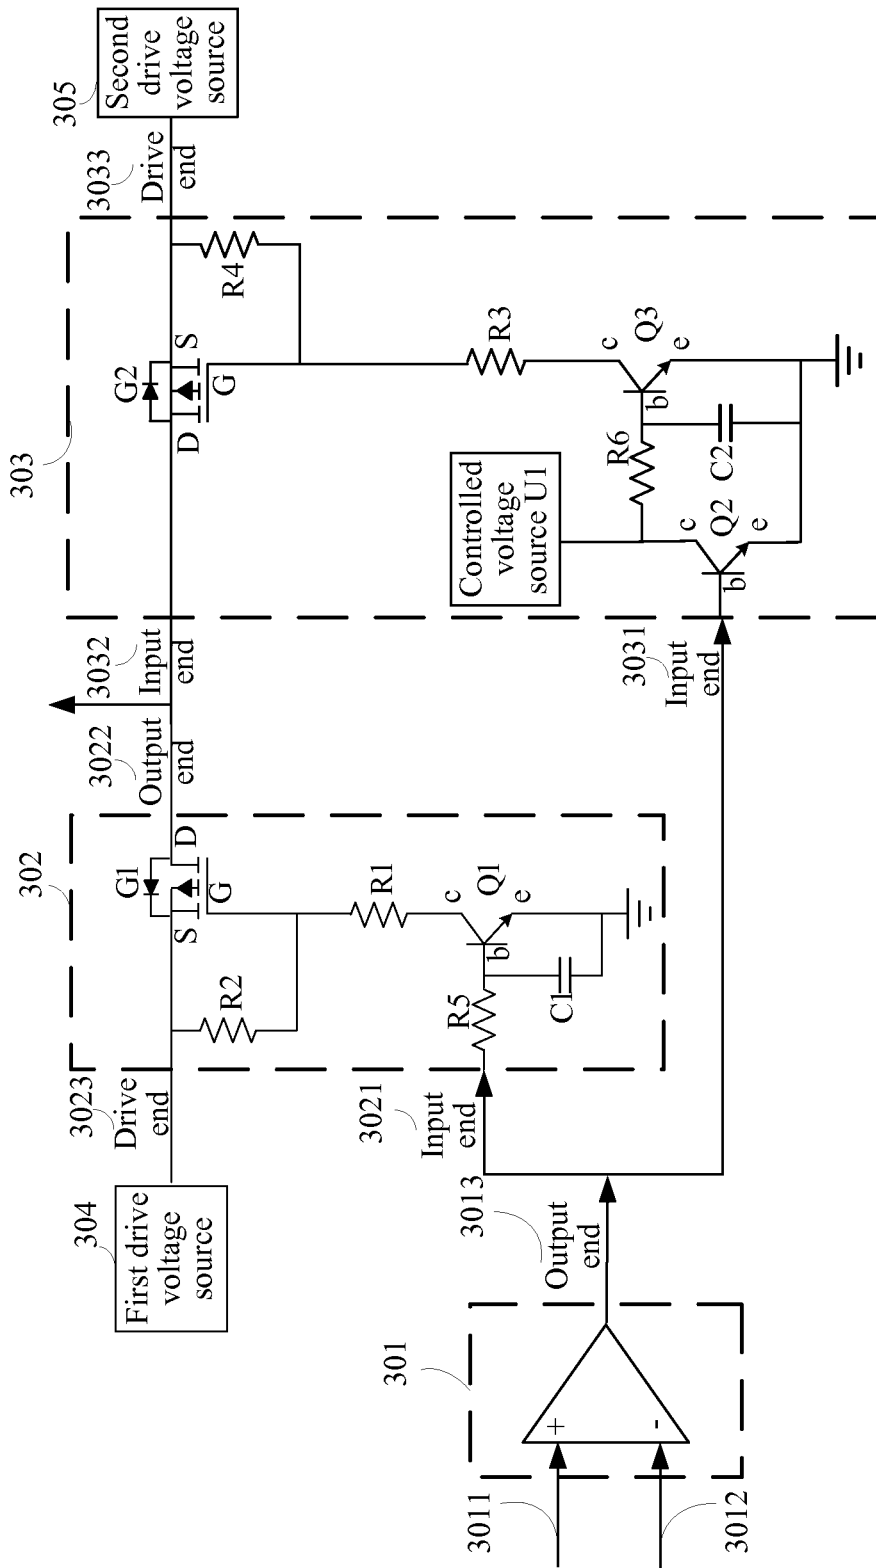 303
302
301
304
First drive
voltage
source
305
Second
drive
voltage
source
3023
Drive
end
3022
Output
end
3032
Input
end
3033
Drive
end
G1
S
D
G
R2
R1
c
Q1
b
e
R5
C1
3021
Input
end
G2
D
S
G
R4
R3
c
Q3
b
e
R6
C2
Controlled
voltage
source U1
c
Q2
b
e
3031
Input
end
3013
Output
end
3011
+
3012
-